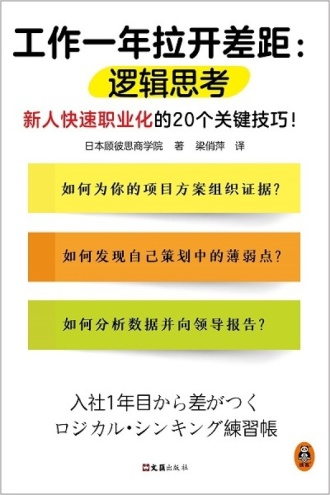 工作一年拉开差距：
逻辑思考
新人快速职业化的20个关键技巧！
日本顾彼思商学院 著 梁俏萍 译
如何为你的项目方案组织证据？
如何发现自己策划中的薄弱点？
如何分析数据并向领导报告？
入社1年目から差がつく
ロジカル・シンキング練習帳
文匯出版社